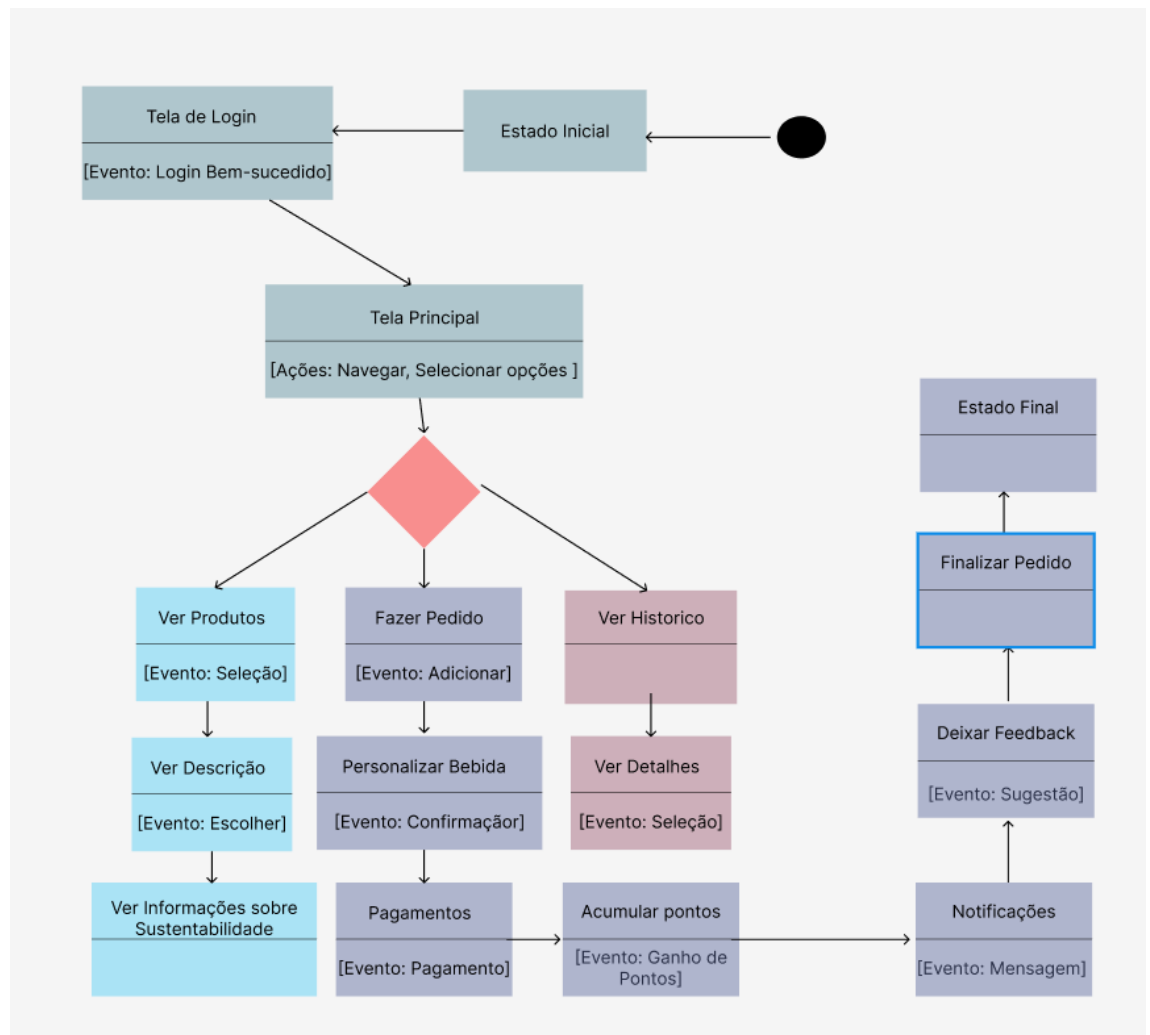 Tela de Login
[Evento: Login Bem-sucedido]
Estado Inicial
Tela Principal
[Ações: Navegar, Selecionar opções ]
Ver Produtos
[Evento: Seleção]
Ver Descrição
[Evento: Escolher]
Ver Informações sobre
Sustentabilidade
Fazer Pedido
[Evento: Adicionar]
Personalizar Bebida
[Evento: Confirmaçãor]
Pagamentos
[Evento: Pagamento]
Ver Historico
Ver Detalhes
[Evento: Seleção]
Acumular pontos
[Evento: Ganho de
Pontos]
Notificações
[Evento: Mensagem]
Deixar Feedback
[Evento: Sugestão]
Finalizar Pedido
Estado Final